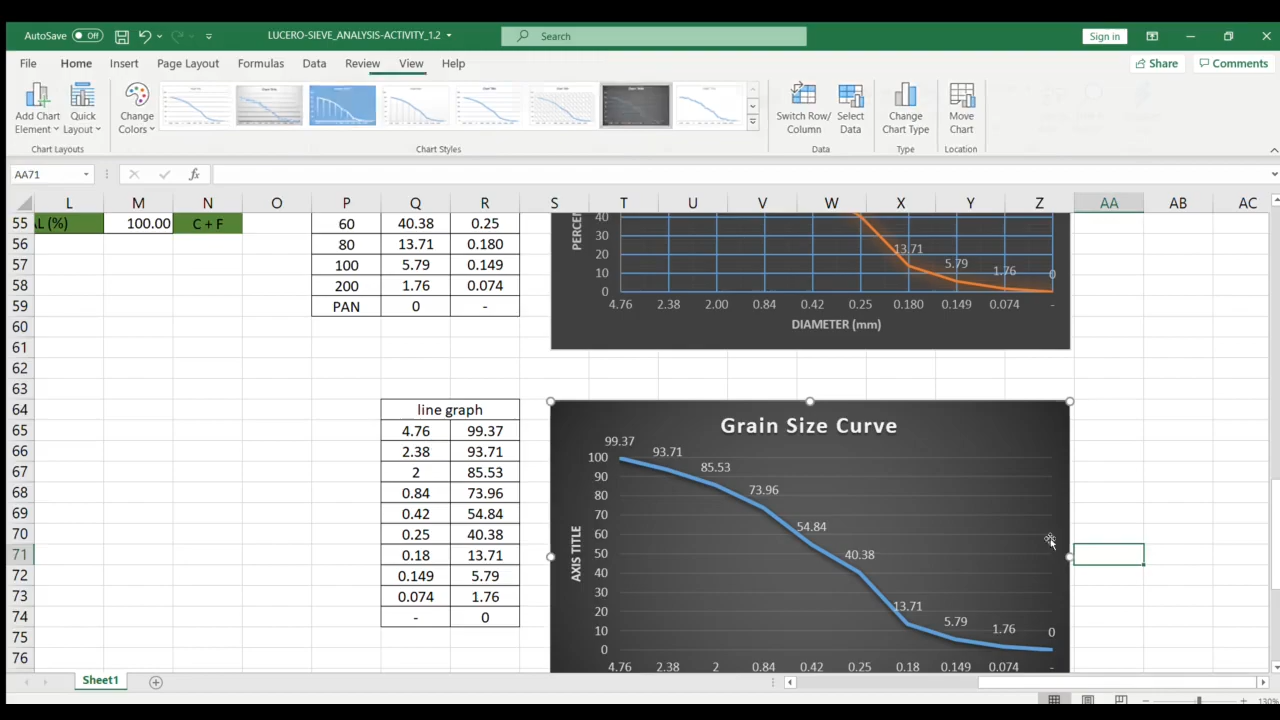 AutoSave Off LUCERO-SIEVE_ANALYSIS-ACTIVITY_1.2 Search Sign in
File Home Insert Page Layout Formulas Data Review View Help Share Comments
Add Chart Element Quick Layout Change Colors Switch Row/ Column Select Data Change Chart Type Move Chart
Chart Layouts Chart Styles Data Type Location
AA71 fx
L M N O P Q R S T U V W X Y Z AA AB AC
55 (%) 100.00 C + F 60 40.38 0.25
56 80 13.71 0.180
57 100 5.79 0.149
58 200 1.76 0.074
59 PAN 0 -
60
61
62
63
64 line graph
65 4.76 99.37
66 2.38 93.71
67 2 85.53
68 0.84 73.96
69 0.42 54.84
70 0.25 40.38
71 0.18 13.71
72 0.149 5.79
73 0.074 1.76
74 - 0
75
76
40
30
20
10
0
13.71 5.79 1.76 0
4.76 2.38 2.00 0.84 0.42 0.25 0.180 0.149 0.074 -
DIAMETER (mm)
Grain Size Curve
AXIS TITLE
100
90
80
70
60
50
40
30
20
10
0
99.37 93.71 85.53 73.96 54.84 40.38 13.71 5.79 1.76 0
4.76 2.38 2 0.84 0.42 0.25 0.18 0.149 0.074 -
Sheet1
130%